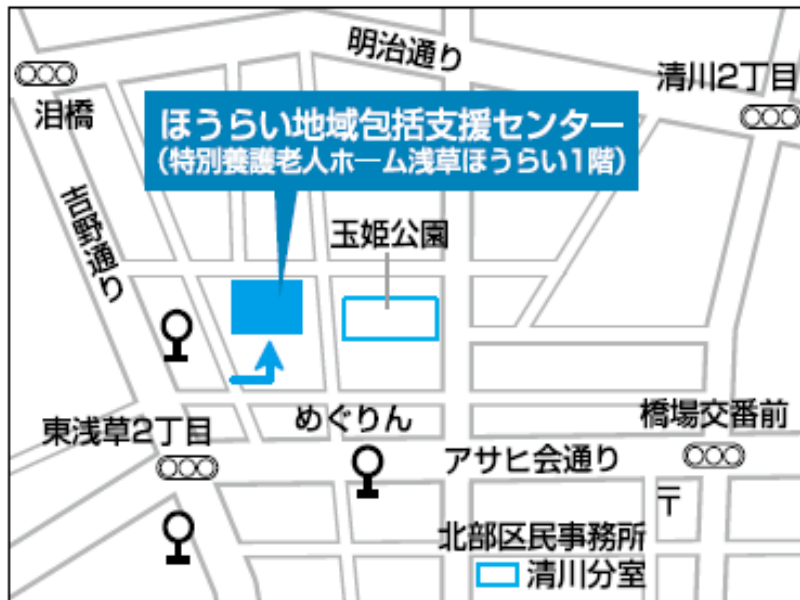 明治通り
清川2丁目
泪橋
ほうらい地域包括支援センター
(特別養護老人ホーム浅草ほうらい1階)
吉野通り
玉姫公園
めぐりん
橋場交番前
東浅草2丁目
アサヒ会通り
〒
北部区民事務所
清川分室